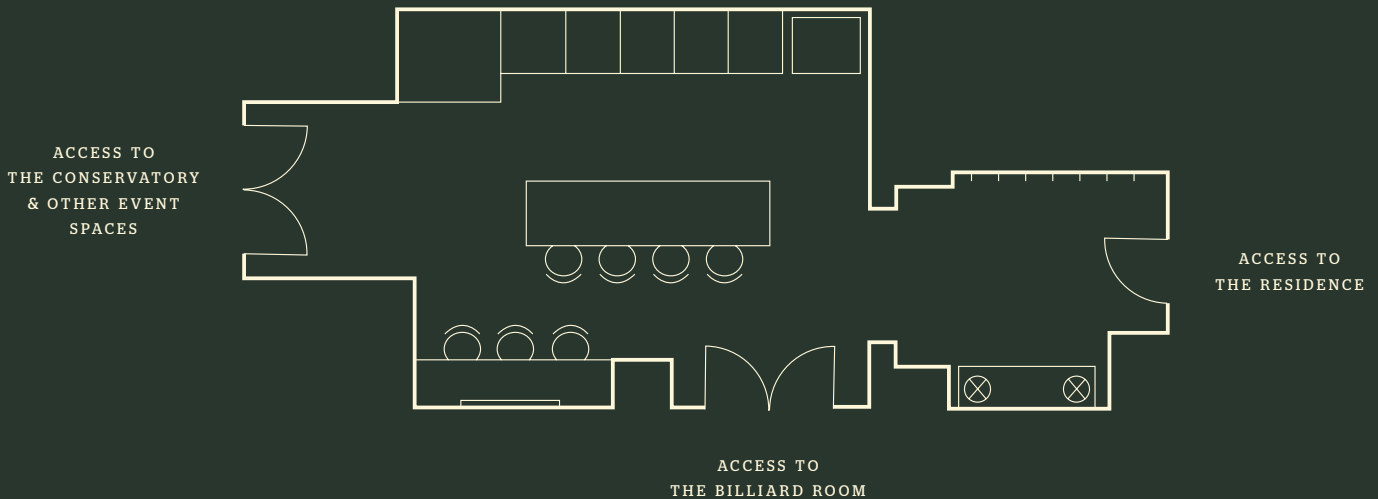 ACCESS TO
THE CONSERVATORY
& OTHER EVENT
SPACES
ACCESS TO
THE RESIDENCE
ACCESS TO
THE BILLIARD ROOM